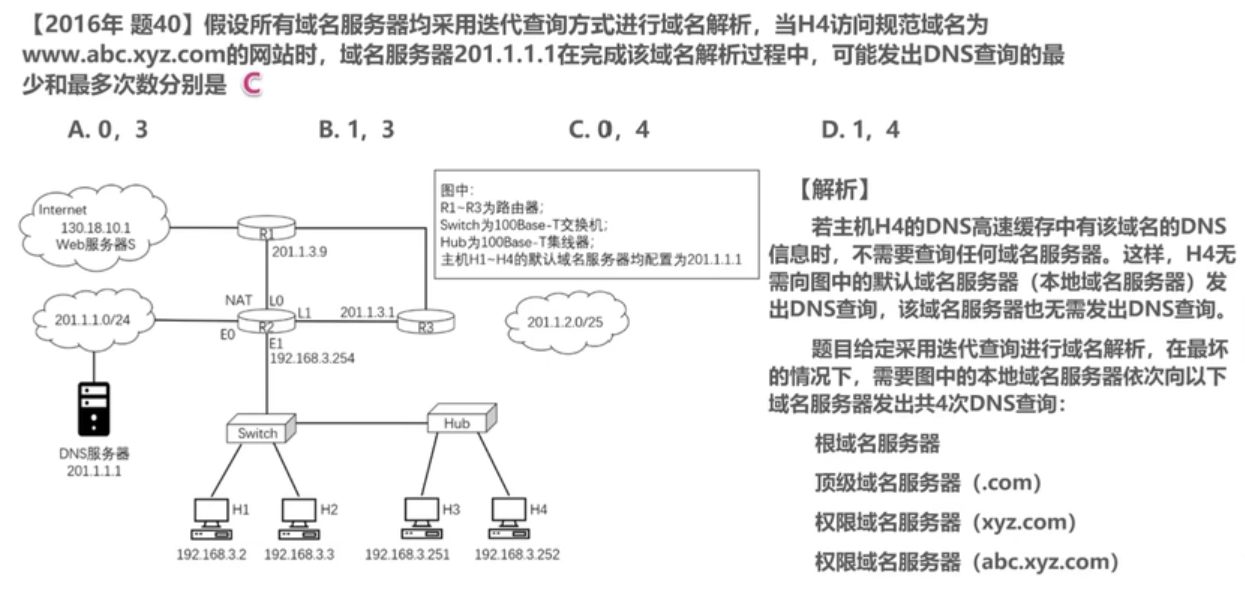 【2016年 题40】假设所有域名服务器均采用迭代查询方式进行域名解析，当H4访问规范域名为
www.abc.xyz.com的网站时，域名服务器201.1.1.1在完成该域名解析过程中，可能发出DNS查询的最
少和最多次数分别是 C
A. 0，3 B. 1，3 C. 0，4 D. 1，4
图中：
R1~R3为路由器；
Switch为100Base-T交换机；
Hub为100Base-T集线器；
主机H1~H4的默认域名服务器均配置为201.1.1.1
Internet
130.18.10.1
Web服务器S
R1
201.1.3.9
NAT L0
L1 201.1.3.1
201.1.1.0/24
R2
R3
201.1.2.0/25
E0
E1
192.168.3.254
Switch
Hub
DNS服务器
201.1.1.1
H1 H2 H3 H4
192.168.3.2 192.168.3.3 192.168.3.251 192.168.3.252
【解析】
若主机H4的DNS高速缓存中有该域名的DNS
信息时，不需要查询任何域名服务器。这样，H4无
需向图中的默认域名服务器（本地域名服务器）发
出DNS查询，该域名服务器也无需发出DNS查询。
题目给定采用迭代查询进行域名解析，在最坏
的情况下，需要图中的本地域名服务器依次向以下
域名服务器发出共4次DNS查询：
根域名服务器
顶级域名服务器（.com）
权限域名服务器（xyz.com）
权限域名服务器（abc.xyz.com）